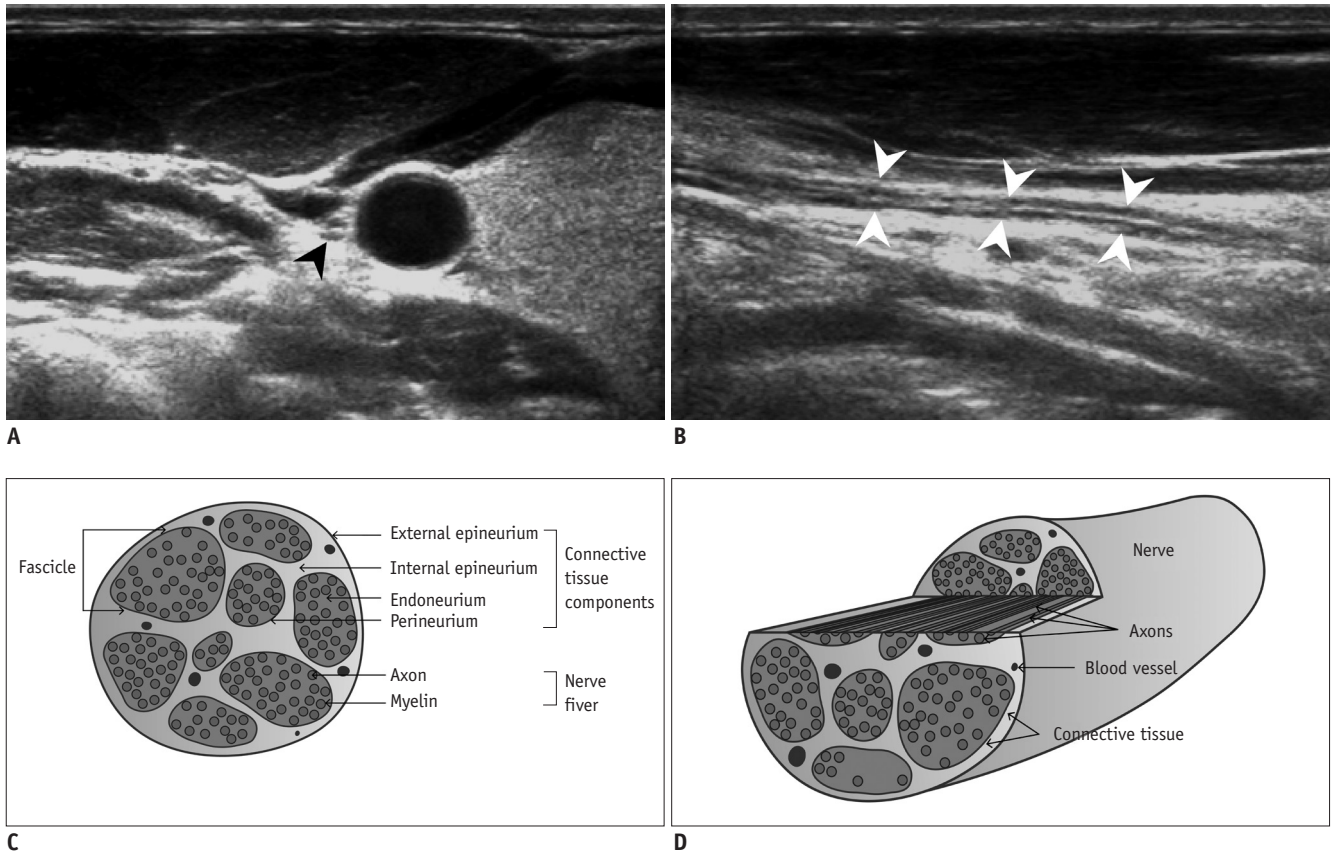 A
B
Fascicle
External epineurium
Internal epineurium
Endoneurium
Perineurium
Connective
tissue
components
Axon
Myelin
Nerve
fiver
C
Nerve
Axons
Blood vessel
Connective tissue
D